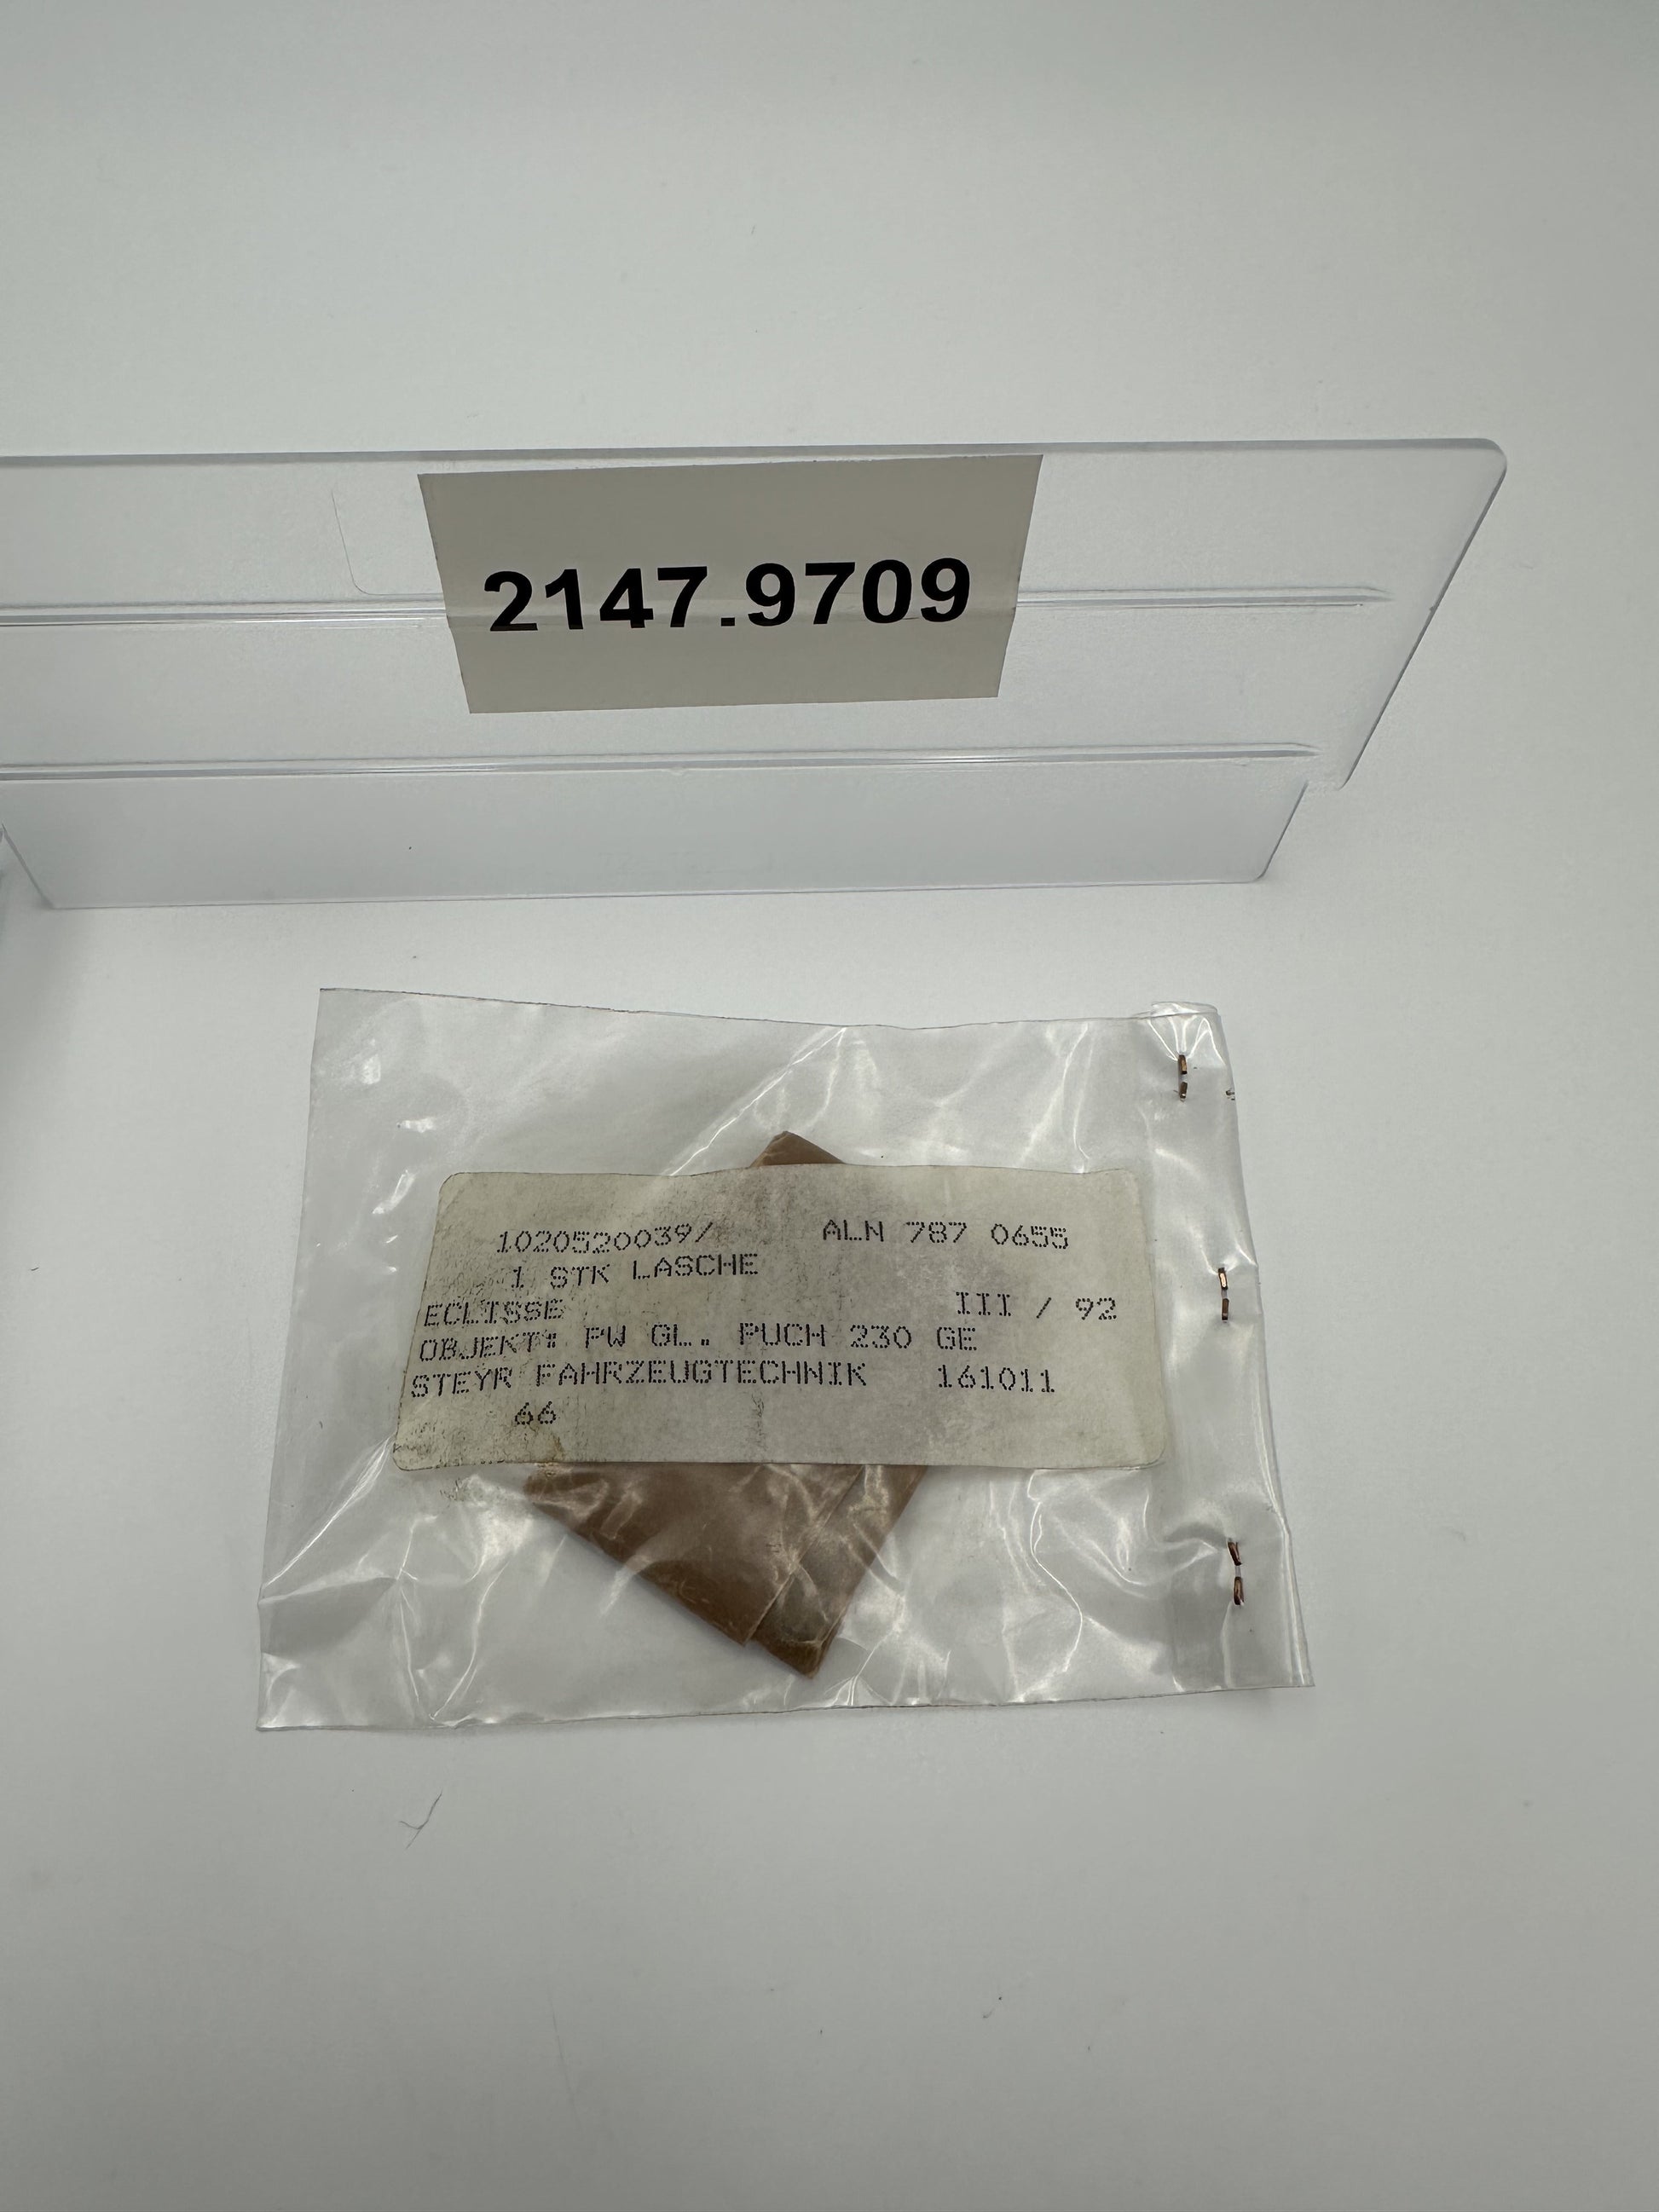 2147.9709
1020520039/ ALN 787 0655
1 STK LASCHE
ECLISSE III / 92
OBJEKT: PW GL. PUCH 230 GE
STEYR FAHRZEUGTECHNIK 161011
66